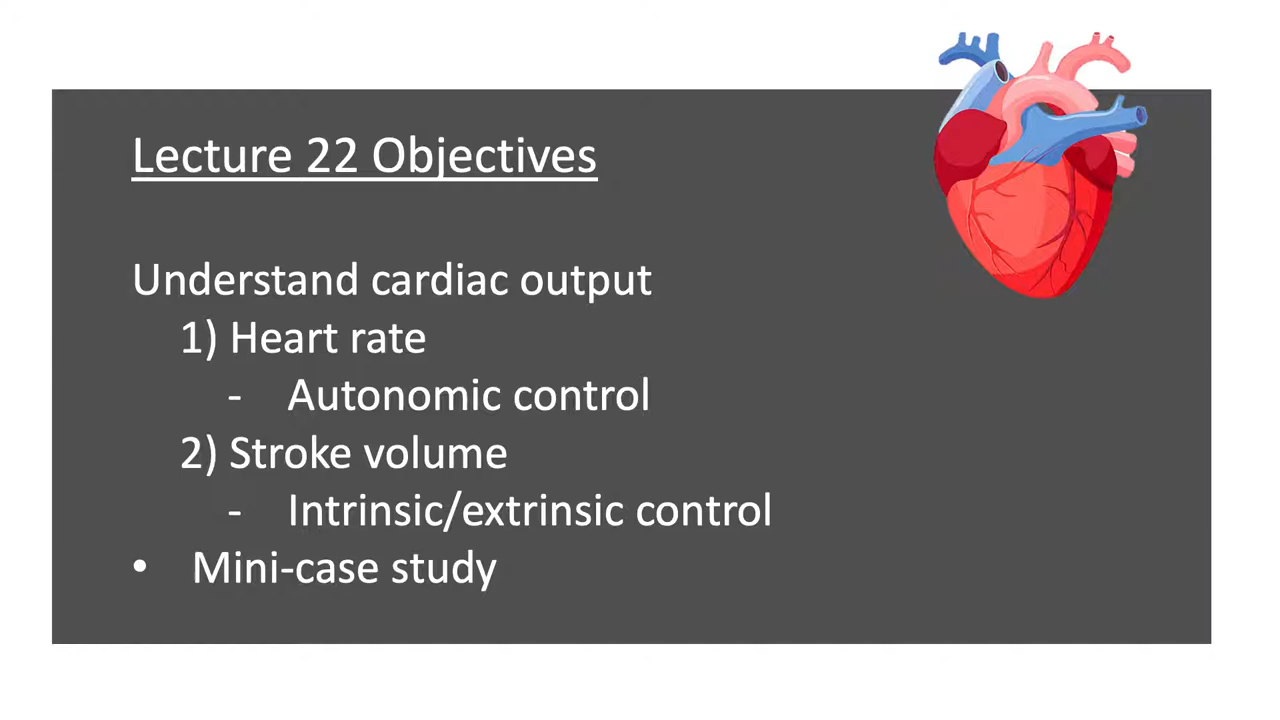 Lecture 22 Objectives
Understand cardiac output
1) Heart rate
- Autonomic control
2) Stroke volume
- Intrinsic/extrinsic control
• Mini-case study